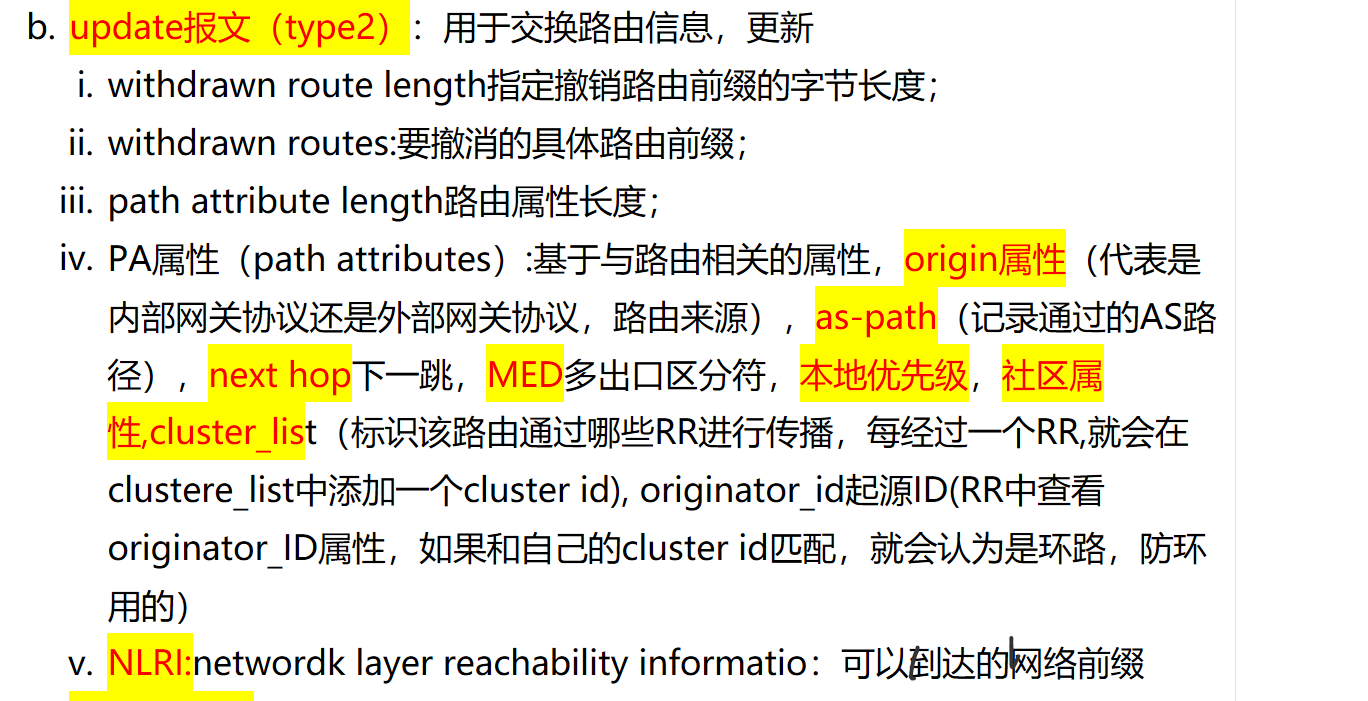 b. update报文（type2）：用于交换路由信息，更新
i. withdrawn route length指定撤销路由前缀的字节长度；
ii. withdrawn routes:要撤消的具体路由前缀；
iii. path attribute length路由属性长度；
iv. PA属性（path attributes）:基于与路由相关的属性，origin属性（代表是
内部网关协议还是外部网关协议，路由来源），as-path（记录通过的AS路
径），next hop下一跳，MED多出口区分符，本地优先级，社区属
性,cluster_list（标识该路由通过哪些RR进行传播，每经过一个RR,就会在
clustere_list中添加一个cluster id), originator_id起源ID(RR中查看
originator_ID属性，如果和自己的cluster id匹配，就会认为是环路，防环
用的）
v. NLRI:networdk layer reachability informatio：可以到达的网络前缀